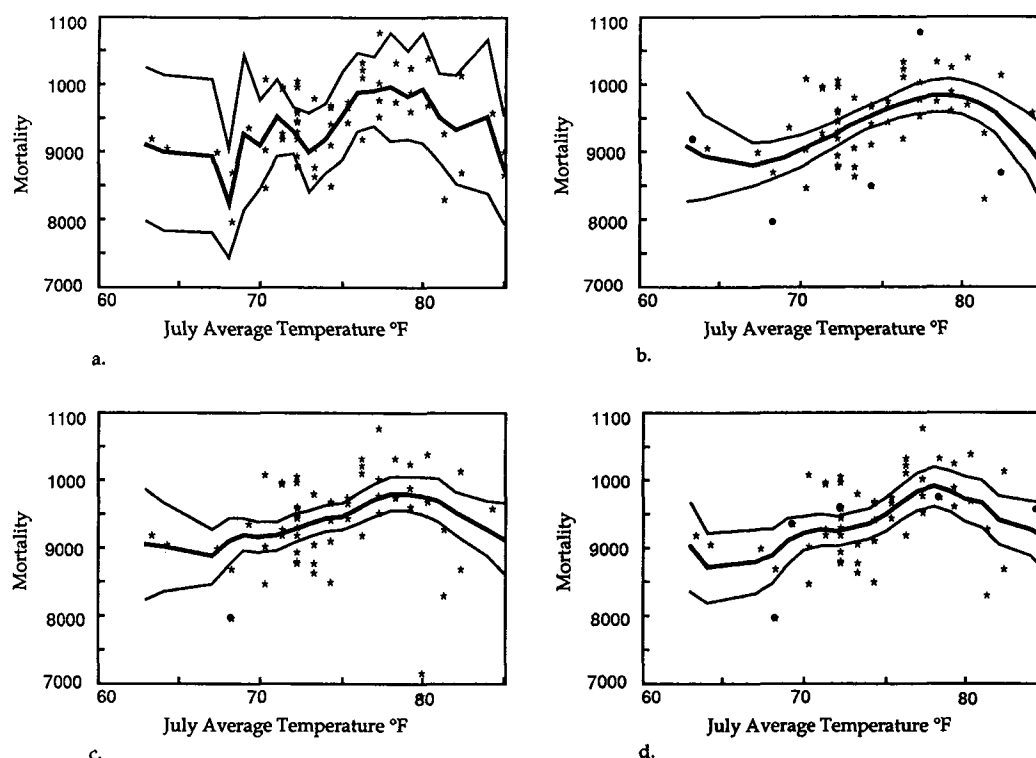 1100 1100
1000 1000
9000 9000
8000 8000
7000 7000
60 70 80 60 70 80
Mortality Mortality
July Average Temperature °F July Average Temperature °F
a. b.
1100 1100
1000 1000
9000 9000
8000 8000
7000 7000
60 70 80 60 70 80
Mortality Mortality
July Average Temperature °F July Average Temperature °F
c. d.